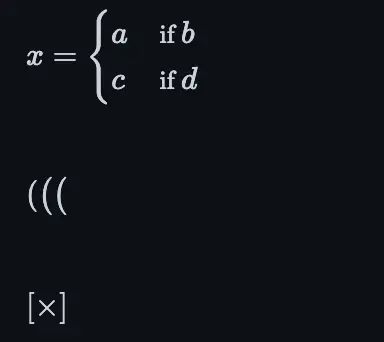 x = { a if b
c if d
(((
[×]